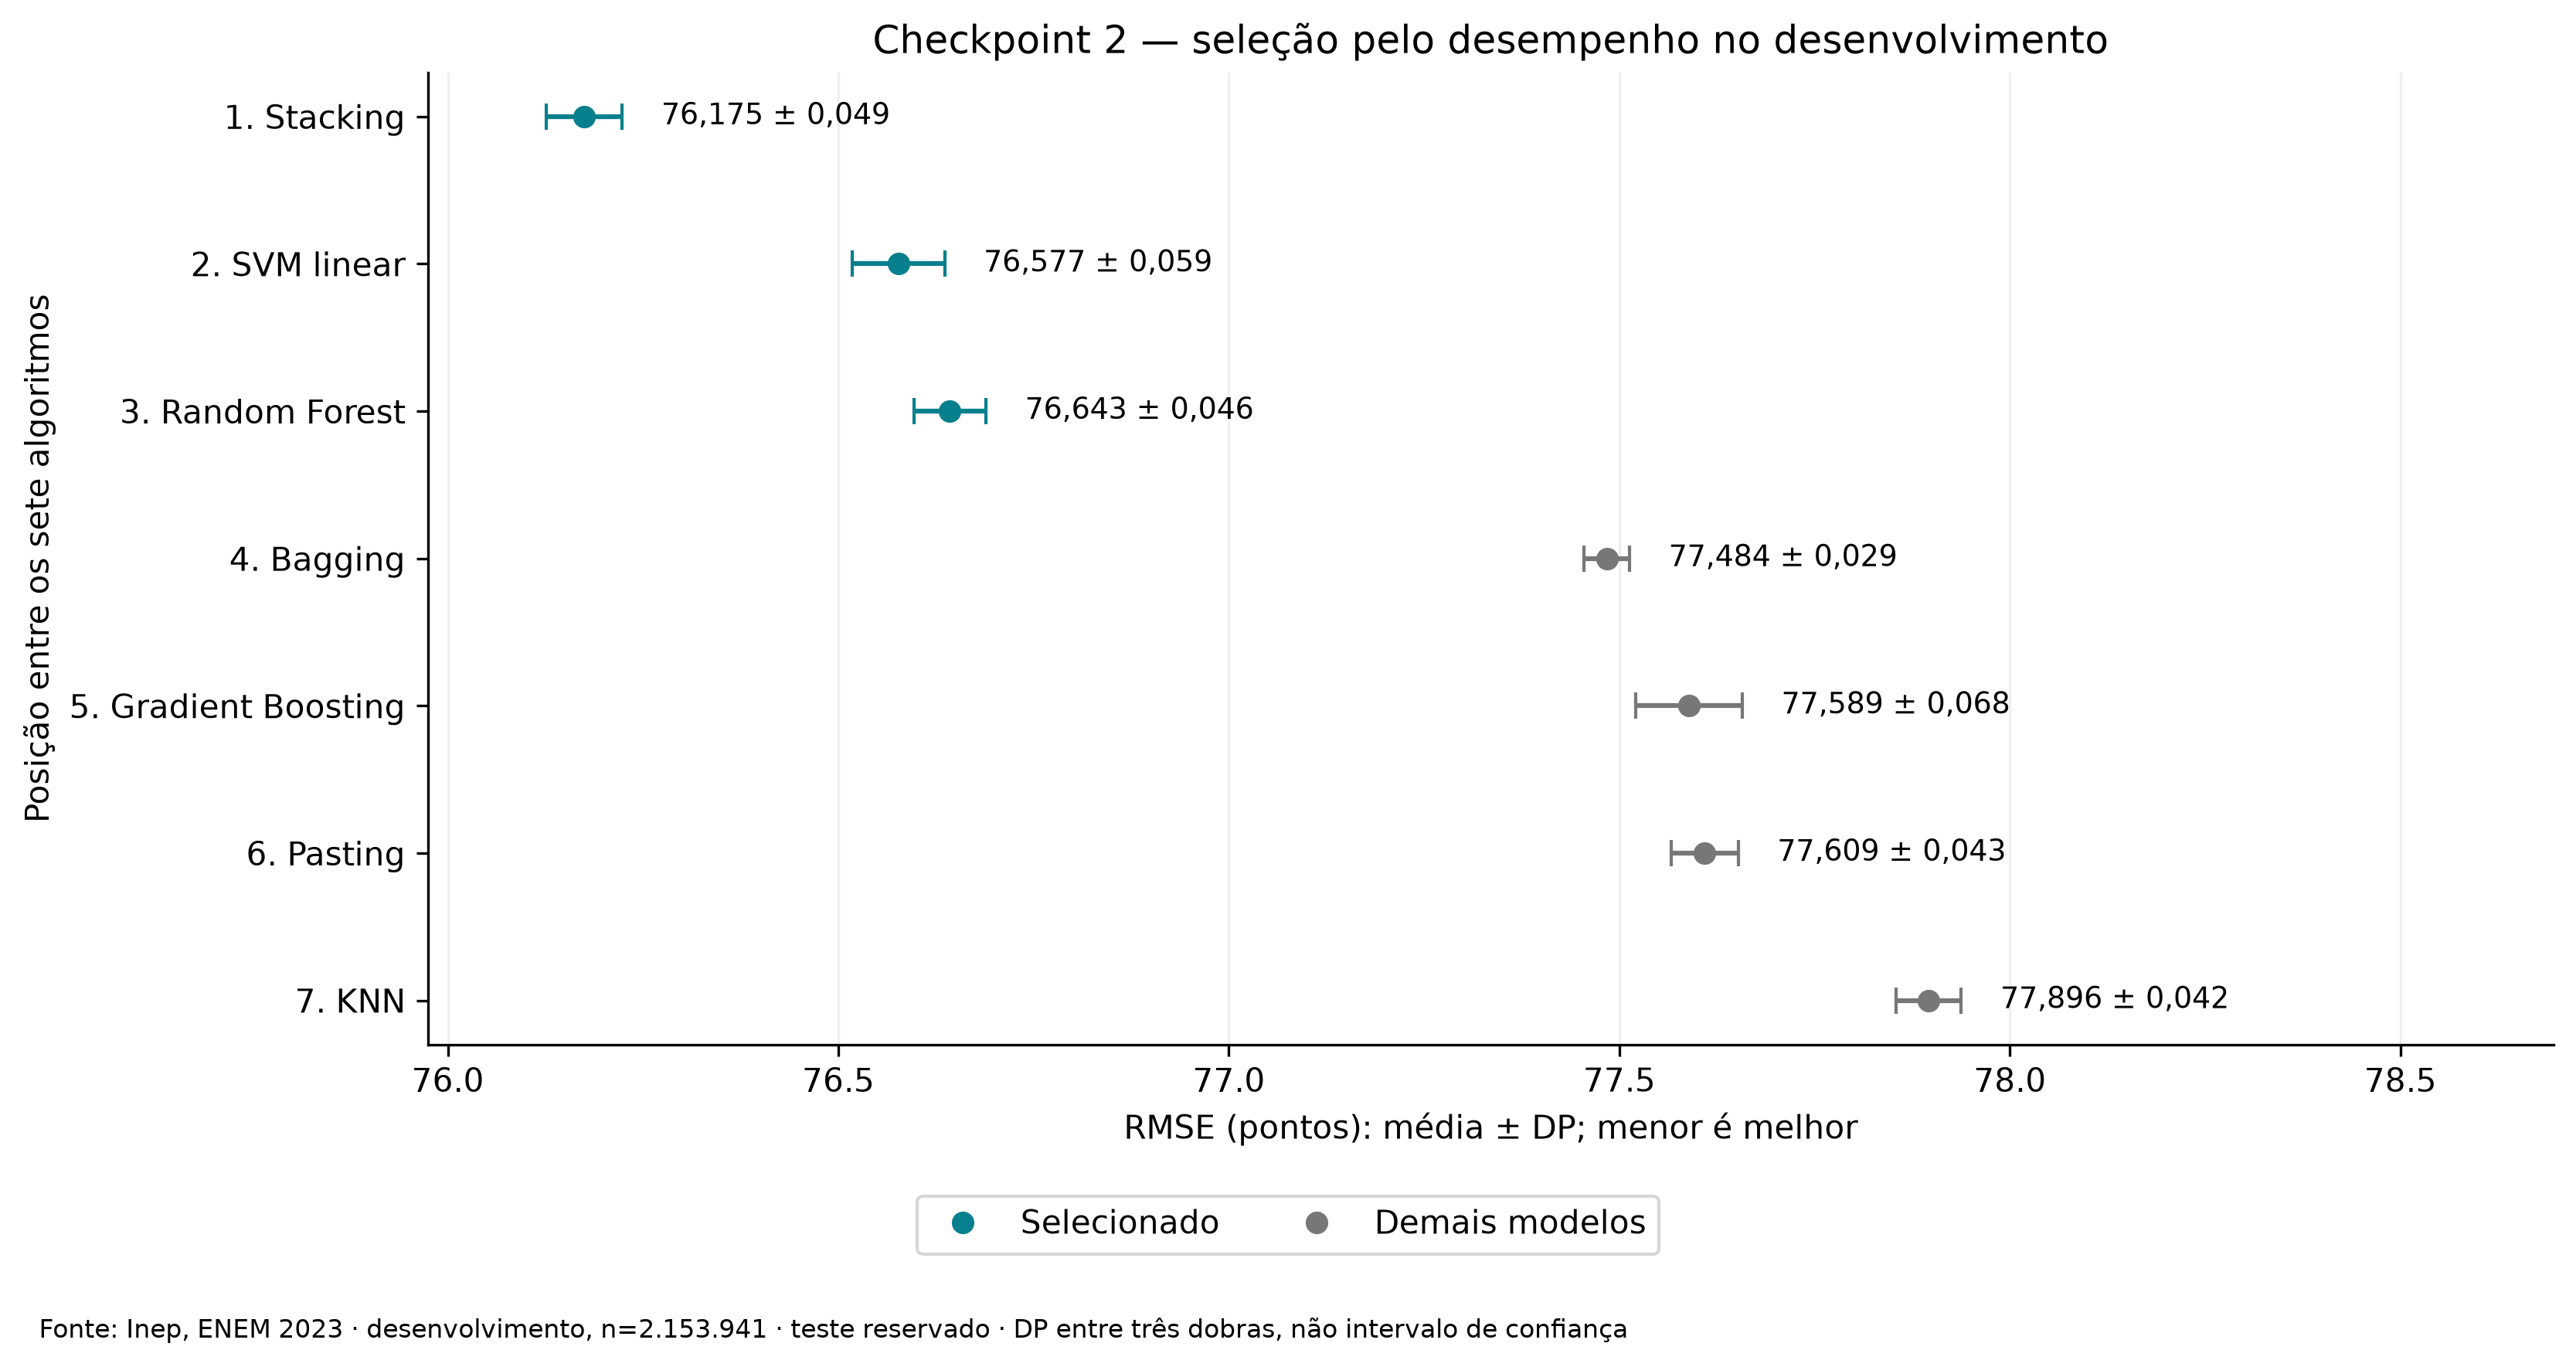 Checkpoint 2 — seleção pelo desempenho no desenvolvimento
Posição entre os sete algoritmos
1. Stacking
76,175 ± 0,049
2. SVM linear
76,577 ± 0,059
3. Random Forest
76,643 ± 0,046
4. Bagging
77,484 ± 0,029
5. Gradient Boosting
77,589 ± 0,068
6. Pasting
77,609 ± 0,043
7. KNN
77,896 ± 0,042
76.0 76.5 77.0 77.5 78.0 78.5
RMSE (pontos): média ± DP; menor é melhor
Selecionado Demais modelos
Fonte: Inep, ENEM 2023 · desenvolvimento, n=2.153.941 · teste reservado · DP entre três dobras, não intervalo de confiança